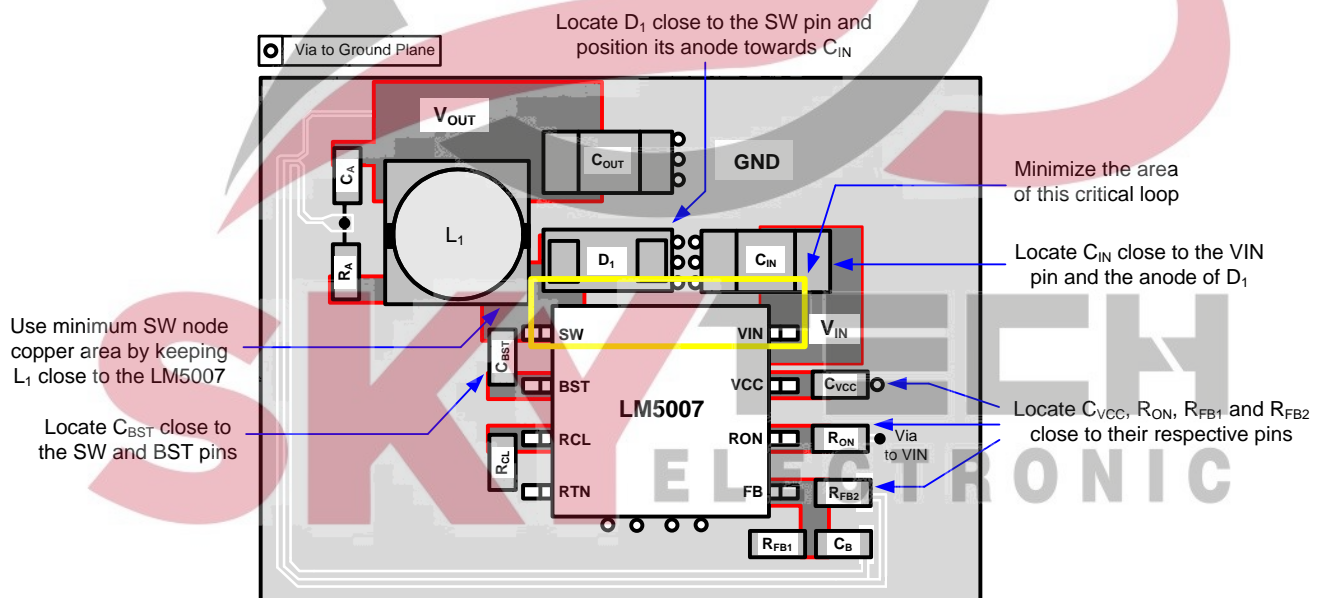 Locate D1 close to the SW pin and
position its anode towards CIN
Via to Ground Plane
VOUT
COUT
GND
CA
Minimize the area
of this critical loop
L1
RA
D1
CIN
Locate CIN close to the VIN
pin and the anode of D1
Use minimum SW node
copper area by keeping
L1 close to the LM5007
SW
VIN
VIN
CBST
BST
VCC
CVCC
LM5007
Locate CBST close to
the SW and BST pins
Locate CVCC, RON, RFB1 and RFB2
close to their respective pins
RCL
RCL
RON
RON
Via
to VIN
RTN
FB
RFB2
RFB1
CB
SKYTECH
ELECTRONIC